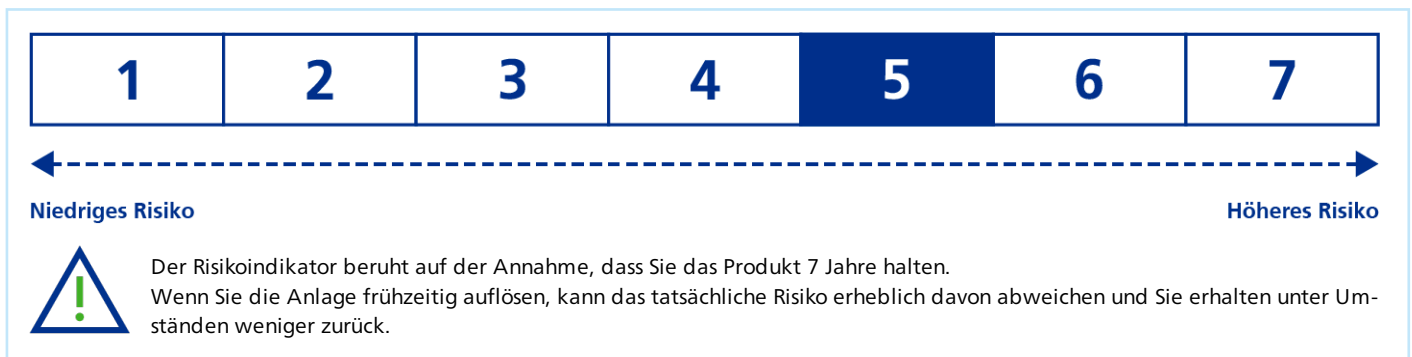 1 2 3 4 5 6 7
Niedriges Risiko Höheres Risiko
Der Risikoindikator beruht auf der Annahme, dass Sie das Produkt 7 Jahre halten.
Wenn Sie die Anlage frühzeitig auflösen, kann das tatsächliche Risiko erheblich davon abweichen und Sie erhalten unter Um-
ständen weniger zurück.